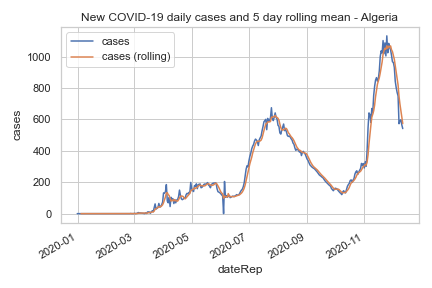 New COVID-19 daily cases and 5 day rolling mean - Algeria
cases
cases (rolling)
1000
800
600
400
200
0
cases
2020-01
2020-03
2020-05
2020-07
2020-09
2020-11
dateRep